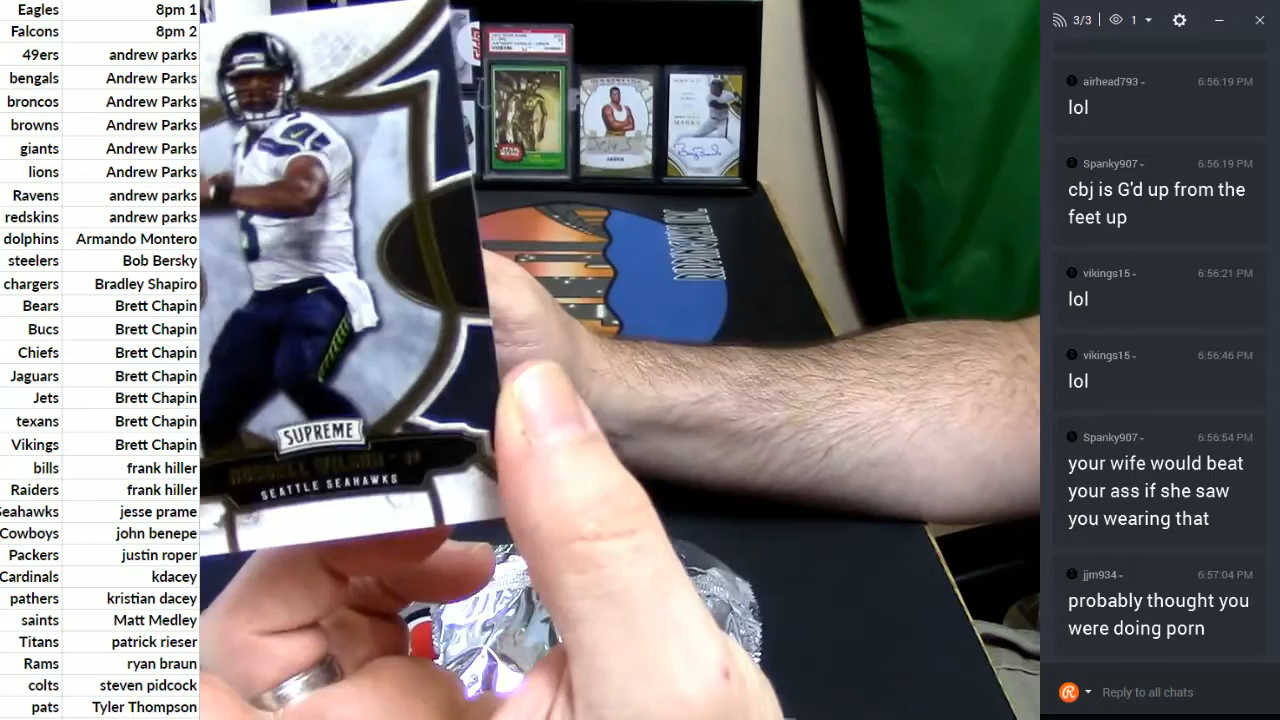 Eagles 8pm 1
Falcons 8pm 2
49ers andrew parks
bengals Andrew Parks
broncos Andrew Parks
browns Andrew Parks
giants Andrew Parks
lions Andrew Parks
Ravens andrew parks
redskins andrew parks
dolphins Armando Montero
steelers Bob Bersky
chargers Bradley Shapiro
Bears Brett Chapin
Bucs Brett Chapin
Chiefs Brett Chapin
Jaguars Brett Chapin
Jets Brett Chapin
texans Brett Chapin
Vikings Brett Chapin
bills frank hiller
Raiders frank hiller
eahawks jesse prame
Cowboys john benepe
Packers justin roper
Cardinals kdacey
pathers kristian dacey
saints Matt Medley
Titans patrick rieser
Rams ryan braun
colts steven pidcock
pats Tyler Thompson
SUPREME
RUSSELL WILSON
SEATTLE SEAHAWKS
STAR
WARS
3/3 1
airhead793 6:56:19 PM
lol
Spanky907 6:56:19 PM
cbj is G'd up from the
feet up
vikings15 6:56:21 PM
lol
vikings15 6:56:46 PM
lol
Spanky907 6:56:54 PM
your wife would beat
your ass if she saw
you wearing that
jjm934 6:57:04 PM
probably thought you
were doing porn
Reply to all chats